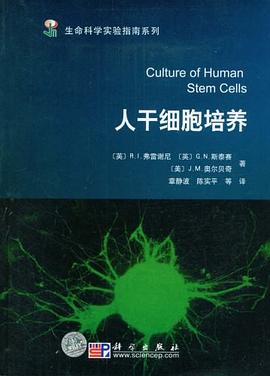 生命科学实验指南系列
Culture of Human
Stem Cells
人干细胞培养
〔英〕R.I.弗雷谢尼 〔英〕G.N.斯泰赛
〔美〕J.M.奥尔贝奇 著
章静波 陈实平 等 译
科学出版社
www.sciencep.com